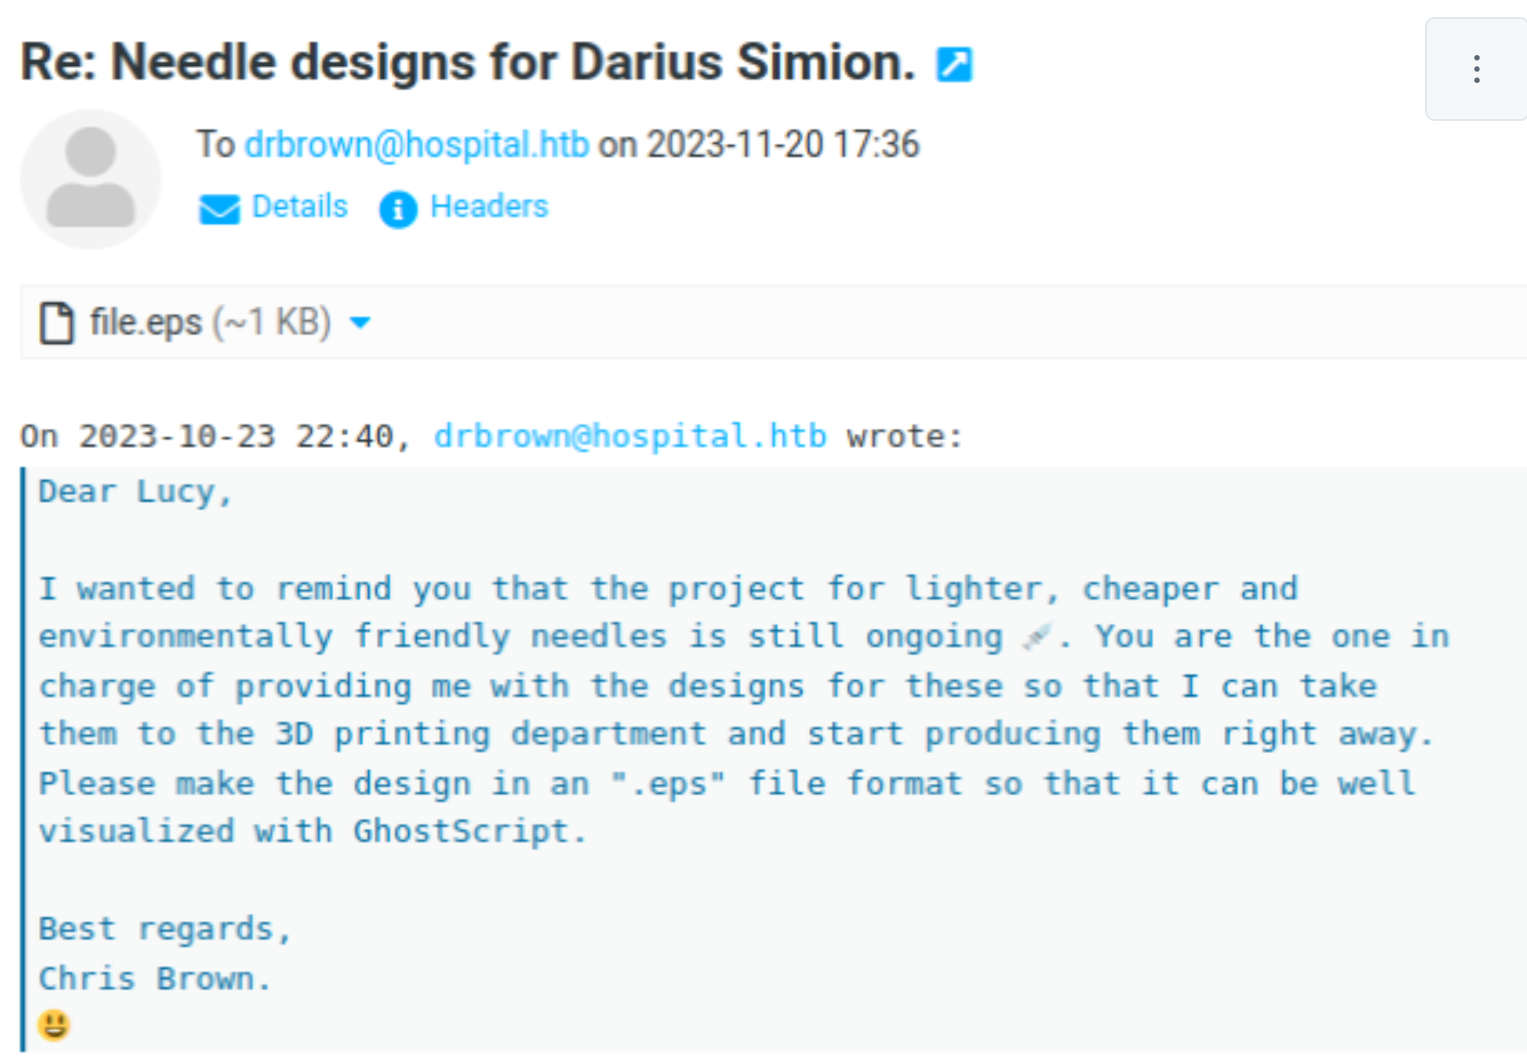 Re: Needle designs for Darius Simion.
To drbrown@hospital.htb on 2023-11-20 17:36
Details Headers
file.eps (~1 KB)
On 2023-10-23 22:40, drbrown@hospital.htb wrote:
Dear Lucy,
I wanted to remind you that the project for lighter, cheaper and
environmentally friendly needles is still ongoing 💉. You are the one in
charge of providing me with the designs for these so that I can take
them to the 3D printing department and start producing them right away.
Please make the design in an ".eps" file format so that it can be well
visualized with GhostScript.
Best regards,
Chris Brown.
😃